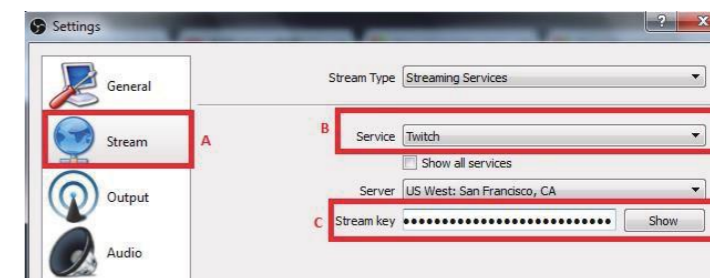 Settings
?
X
General
Stream Type Streaming Services
Stream A
B Service Twitch
Show all services
Output
Server US West: San Francisco, CA
C Stream key •••••••••••••••••••••••••••• Show
Audio